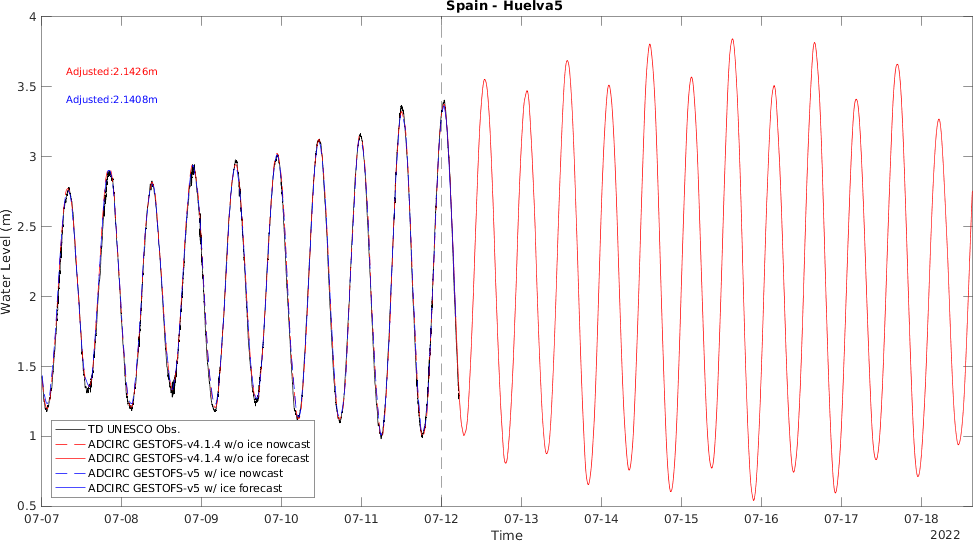 Spain - Huelva5
4
3.5
3
2.5
2
1.5
1
0.5
Water Level (m)
Adjusted:2.1426m
Adjusted:2.1408m
TD UNESCO Obs.
ADCIRC GESTOFS-v4.1.4 w/o ice nowcast
ADCIRC GESTOFS-v4.1.4 w/o ice forecast
ADCIRC GESTOFS-v5 w/ ice nowcast
ADCIRC GESTOFS-v5 w/ ice forecast
07-07 07-08 07-09 07-10 07-11 07-12 07-13 07-14 07-15 07-16 07-17 07-18
Time
2022